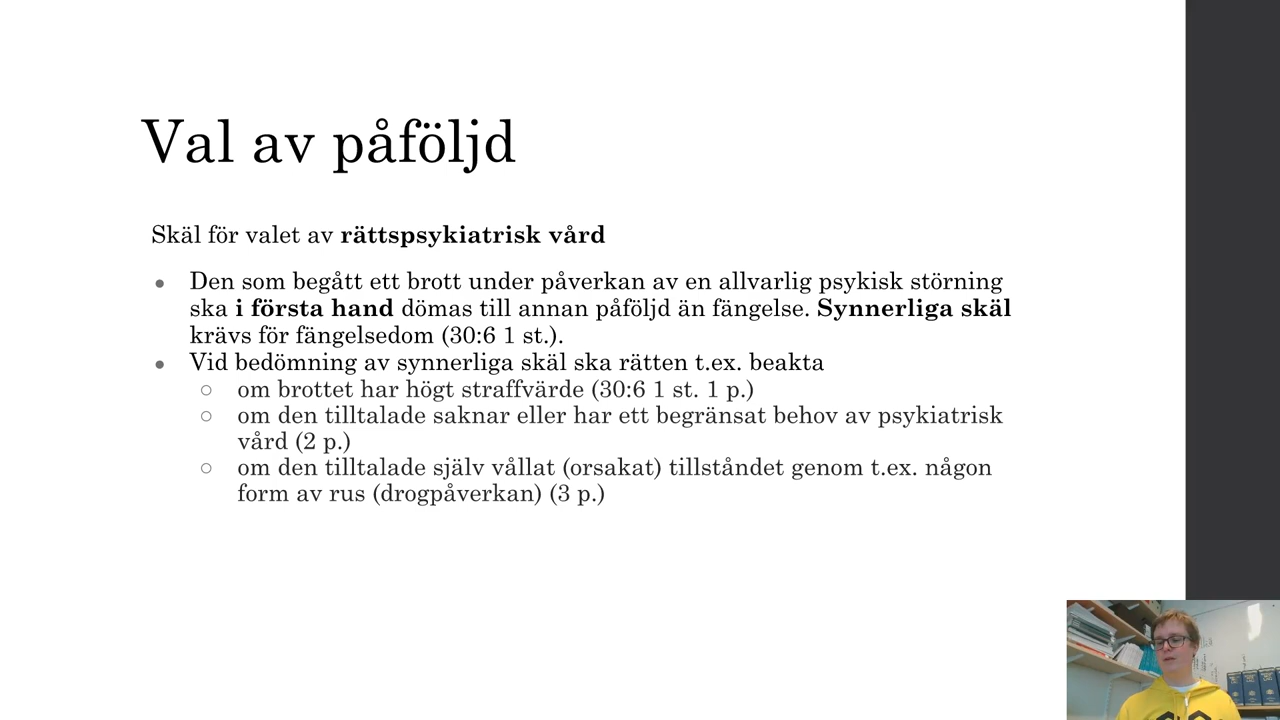 Val av påföljd
Skäl för valet av rättspsykiatrisk vård
● Den som begått ett brott under påverkan av en allvarlig psykisk störning
ska i första hand dömas till annan påföljd än fängelse. Synnerliga skäl
krävs för fängelsedom (30:6 1 st.).
● Vid bedömning av synnerliga skäl ska rätten t.ex. beakta
○ om brottet har högt straffvärde (30:6 1 st. 1 p.)
○ om den tilltalade saknar eller har ett begränsat behov av psykiatrisk
vård (2 p.)
○ om den tilltalade själv vållat (orsakat) tillståndet genom t.ex. någon
form av rus (drogpåverkan) (3 p.)